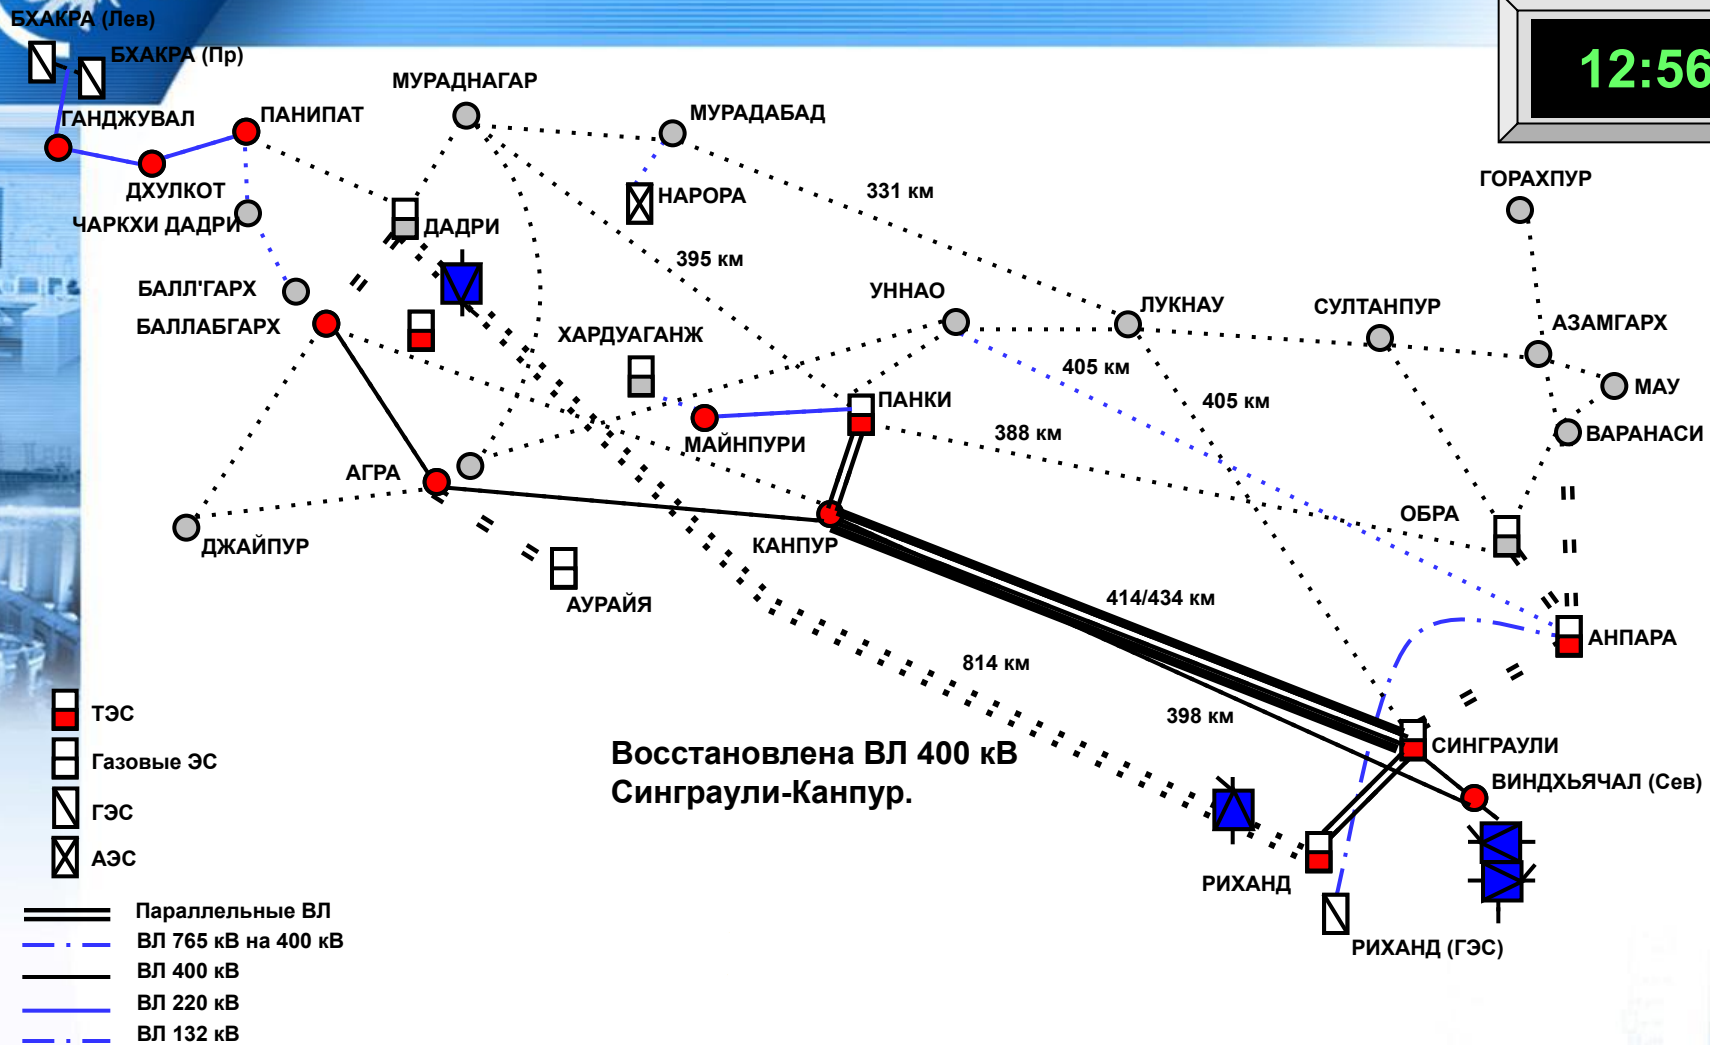 БХАКРА (Лев)
БХАКРА (Пр)
12:56
МУРАДНАГАР
МУРАДАБАД
ГАНДЖУВАЛ
ПАНИПАТ
ДХУЛКОТ
ГОРАХПУР
331 км
НАРОРА
ЧАРКХИ ДАДРИ
ДАДРИ
395 км
БАЛЛ'ГАРХ
УННАО
ЛУКНАУ
СУЛТАНПУР
АЗАМГАРХ
БАЛЛАБГАРХ
ХАРДУАГАНЖ
405 км
МАУ
ПАНКИ
405 км
МАЙНПУРИ
388 км
ВАРАНАСИ
АГРА
ОБРА
ДЖАЙПУР
КАНПУР
АУРАЙЯ
414/434 км
АНПАРА
814 км
398 км
СИНГРАУЛИ
ВИНДХЬЯЧАЛ (Сев)
Восстановлена ВЛ 400 кВ
Синграули-Канпур.
РИХАНД
РИХАНД (ГЭС)
ТЭС
Газовые ЭС
ГЭС
АЭС
Параллельные ВЛ
ВЛ 765 кВ на 400 кВ
ВЛ 400 кВ
ВЛ 220 кВ
ВЛ 132 кВ